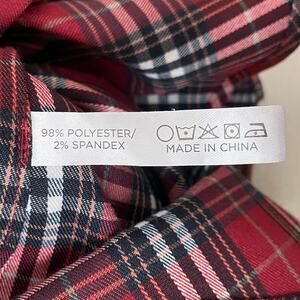 98% POLYESTER/
2% SPANDEX
MADE IN CHINA